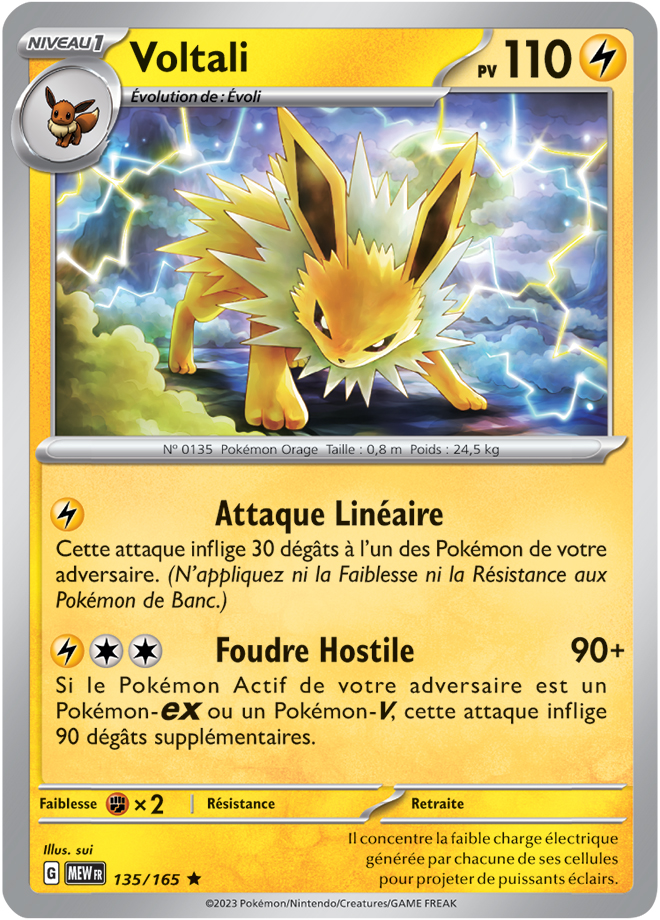 NIVEAU 1
Voltali
PV 110
Évolution de : Évoli
N° 0135 Pokémon Orage Taille : 0,8 m Poids : 24,5 kg
Attaque Linéaire
Cette attaque inflige 30 dégâts à l'un des Pokémon de votre
adversaire. (N'appliquez ni la Faiblesse ni la Résistance aux
Pokémon de Banc.)
Foudre Hostile 90+
Si le Pokémon Actif de votre adversaire est un
Pokémon-ex ou un Pokémon-V, cette attaque inflige
90 dégâts supplémentaires.
Faiblesse ×2 Résistance Retraite
Illus. sui
G MEW FR 135/165 ★
Il concentre la faible charge électrique
générée par chacune de ses cellules
pour projeter de puissants éclairs.
©2023 Pokémon/Nintendo/Creatures/GAME FREAK